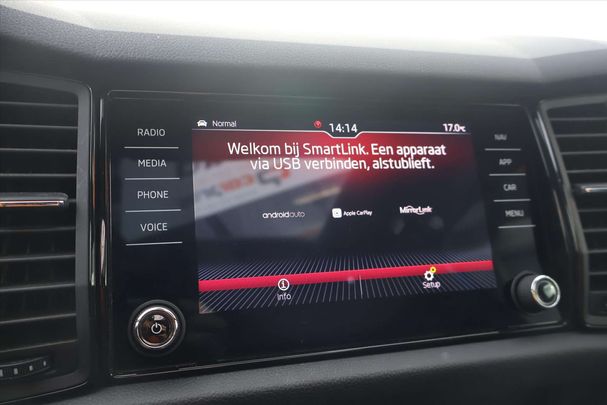 Normal 14:14 17.0°C
RADIO
MEDIA
PHONE
VOICE
Welkom bij SmartLink. Een apparaat
via USB verbinden, alstublieft.
androidauto Apple CarPlay MirrorLink
Info Setup
NAV
APP
CAR
MENU